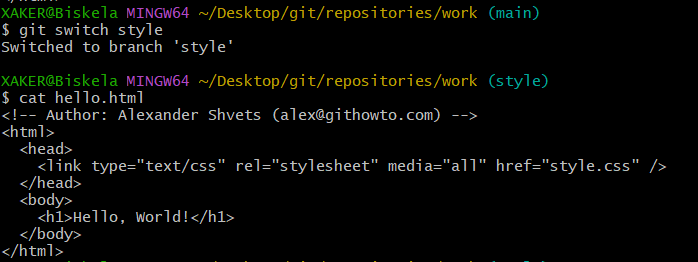 XAKER@Biskela MINGW64 ~/Desktop/git/repositories/work (main)
$ git switch style
Switched to branch 'style'
XAKER@Biskela MINGW64 ~/Desktop/git/repositories/work (style)
$ cat hello.html
<!-- Author: Alexander Shvets (alex@githowto.com) -->
<html>
  <head>
    <link type="text/css" rel="stylesheet" media="all" href="style.css" />
  </head>
  <body>
    <h1>Hello, World!</h1>
  </body>
</html>